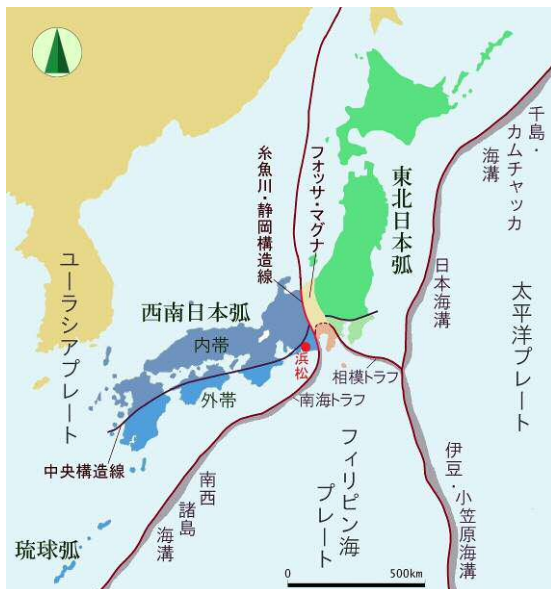 千島・
カムチャッカ
海溝
糸魚川・静岡構造線
フォッサ・マグナ
東北日本弧
日本海溝
太平洋プレート
ユーラシアプレート
西南日本弧
内帯
外帯
浜松
相模トラフ
南海トラフ
中央構造線
フィリピン海
プレート
伊豆・
小笠原海溝
南西
諸島
海溝
琉球弧
0
500km